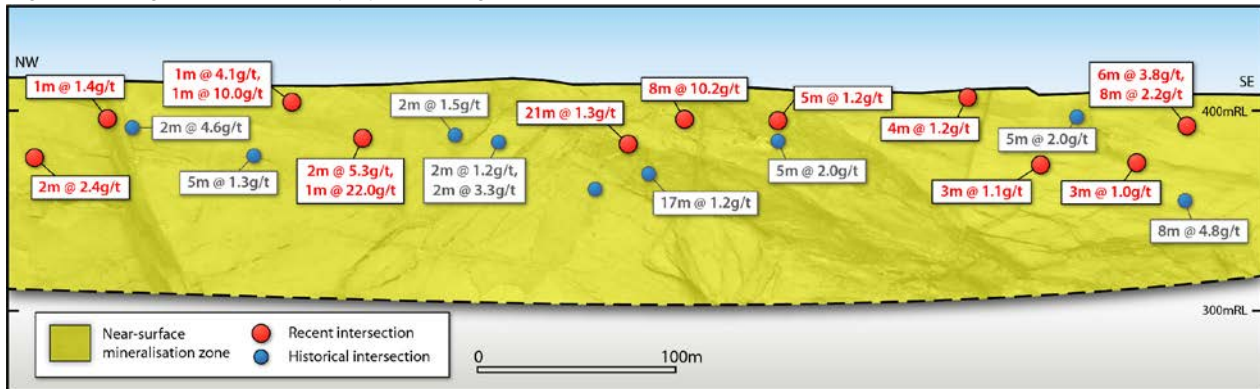 NW
SE
1m @ 1.4g/t
1m @ 4.1g/t,
1m @ 10.0g/t
2m @ 4.6g/t
2m @ 2.4g/t
5m @ 1.3g/t
2m @ 5.3g/t,
1m @ 22.0g/t
2m @ 1.5g/t
2m @ 1.2g/t,
2m @ 3.3g/t
21m @ 1.3g/t
8m @ 10.2g/t
17m @ 1.2g/t
5m @ 1.2g/t
5m @ 2.0g/t
4m @ 1.2g/t
5m @ 2.0g/t
6m @ 3.8g/t,
8m @ 2.2g/t
3m @ 1.1g/t
3m @ 1.0g/t
8m @ 4.8g/t
400mRL
300mRL
Near-surface
mineralisation zone
Recent intersection
Historical intersection
0
100m